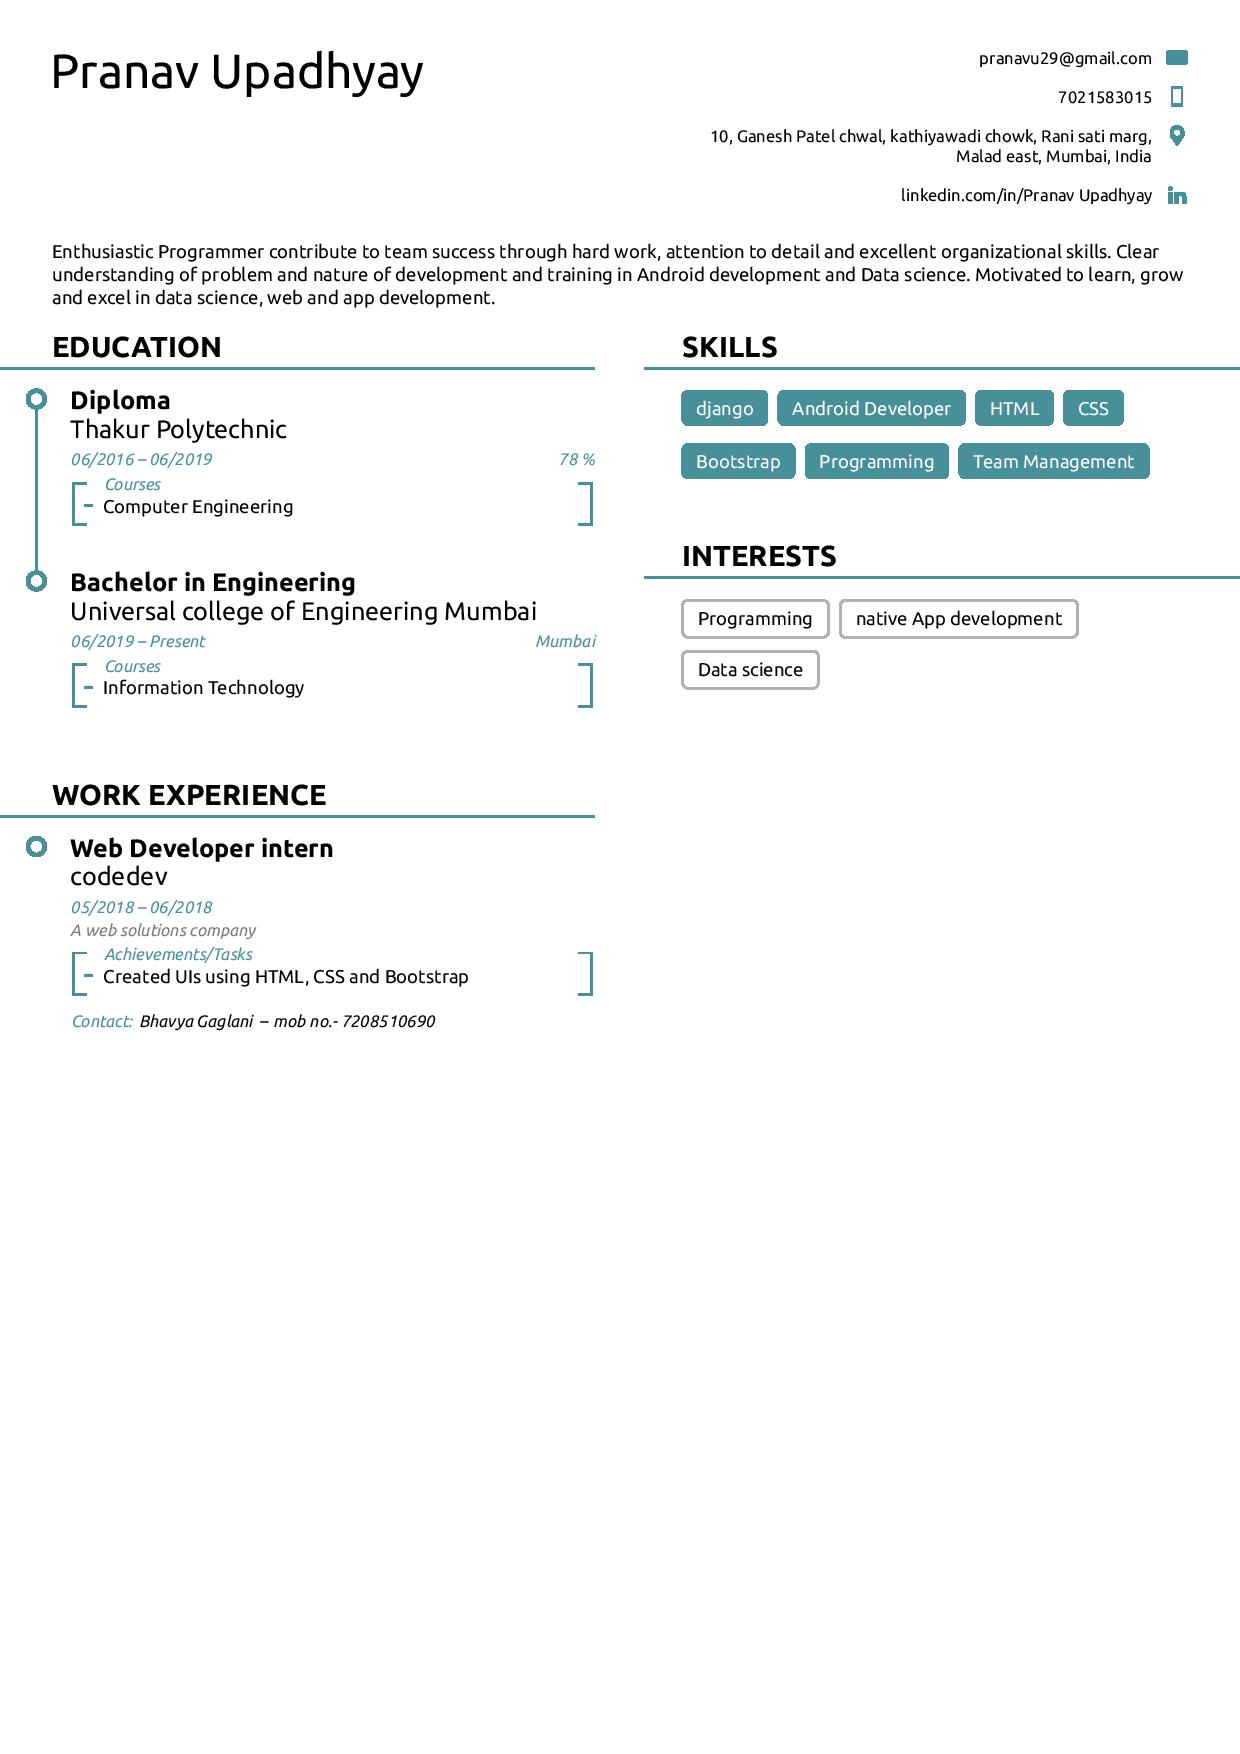 Pranav Upadhyay
pranavu29@gmail.com
7021583015
10, Ganesh Patel chwal, kathiyawadi chowk, Rani sati marg,
Malad east, Mumbai, India
linkedin.com/in/Pranav Upadhyay
Enthusiastic Programmer contribute to team success through hard work, attention to detail and excellent organizational skills. Clear
understanding of problem and nature of development and training in Android development and Data science. Motivated to learn, grow
and excel in data science, web and app development.
EDUCATION
Diploma
Thakur Polytechnic
06/2016 – 06/2019 78 %
Courses
– Computer Engineering
Bachelor in Engineering
Universal college of Engineering Mumbai
06/2019 – Present Mumbai
Courses
– Information Technology
WORK EXPERIENCE
Web Developer intern
codedev
05/2018 – 06/2018
A web solutions company
Achievements/Tasks
– Created UIs using HTML, CSS and Bootstrap
Contact: Bhavya Gaglani – mob no.- 7208510690
SKILLS
django Android Developer HTML CSS
Bootstrap Programming Team Management
INTERESTS
Programming native App development
Data science